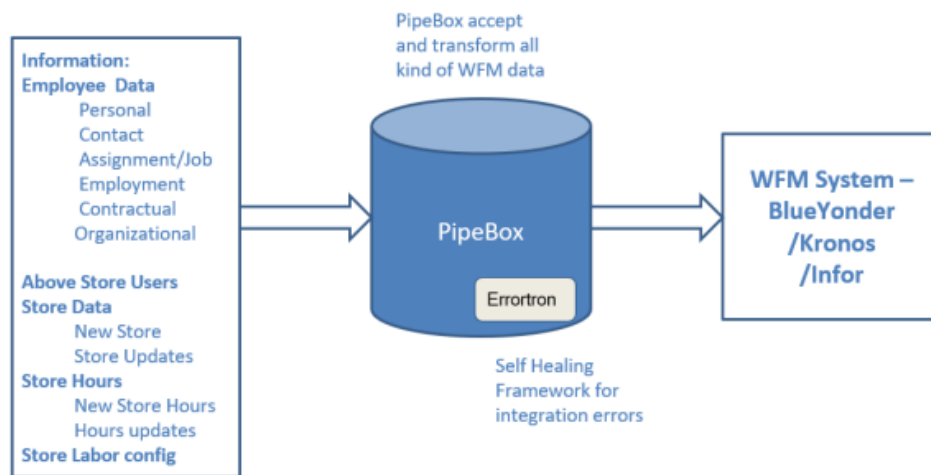 Information:
Employee Data
Personal
Contact
Assignment/Job
Employment
Contractual
Organizational
Above Store Users
Store Data
New Store
Store Updates
Store Hours
New Store Hours
Hours updates
Store Labor config
PipeBox accept
and transform all
kind of WFM data
PipeBox
Errortron
Self Healing
Framework for
integration errors
WFM System –
BlueYonder
/Kronos
/Infor